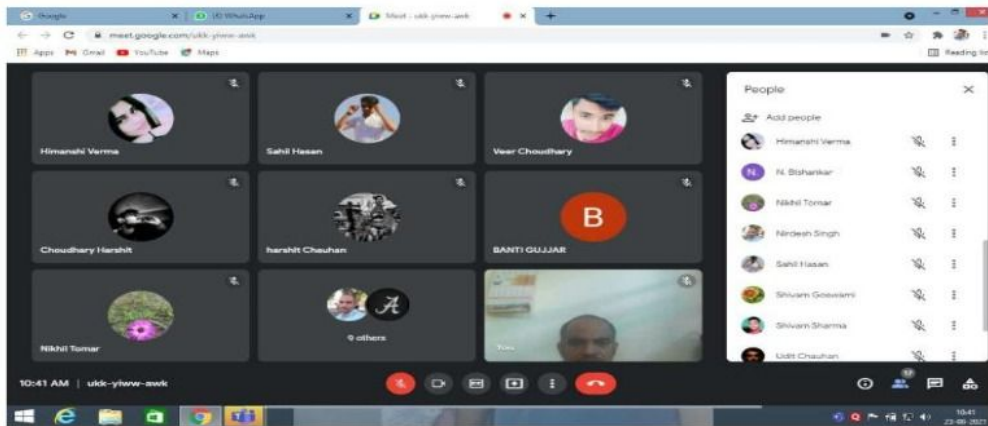 Google
WhatsApp
Meet - ukk-yiww-awk
meet.google.com/ukk-yiww-awk
Apps
Gmail
YouTube
Maps
Reading list
Himanshi Verma
Sahil Hasan
Veer Choudhary
Choudhary Harshit
harshit Chauhan
B
BANTI GUJJAR
Nikhil Tomar
A
9 others
You
People
Add people
Himanshi Verma
N.
N. Bishankar
Nikhil Tomar
Nirdesh Singh
Sahil Hasan
Shivam Goswami
Shivam Sharma
Udit Chauhan
10:41 AM | ukk-yiww-awk
10:41
23-06-2021